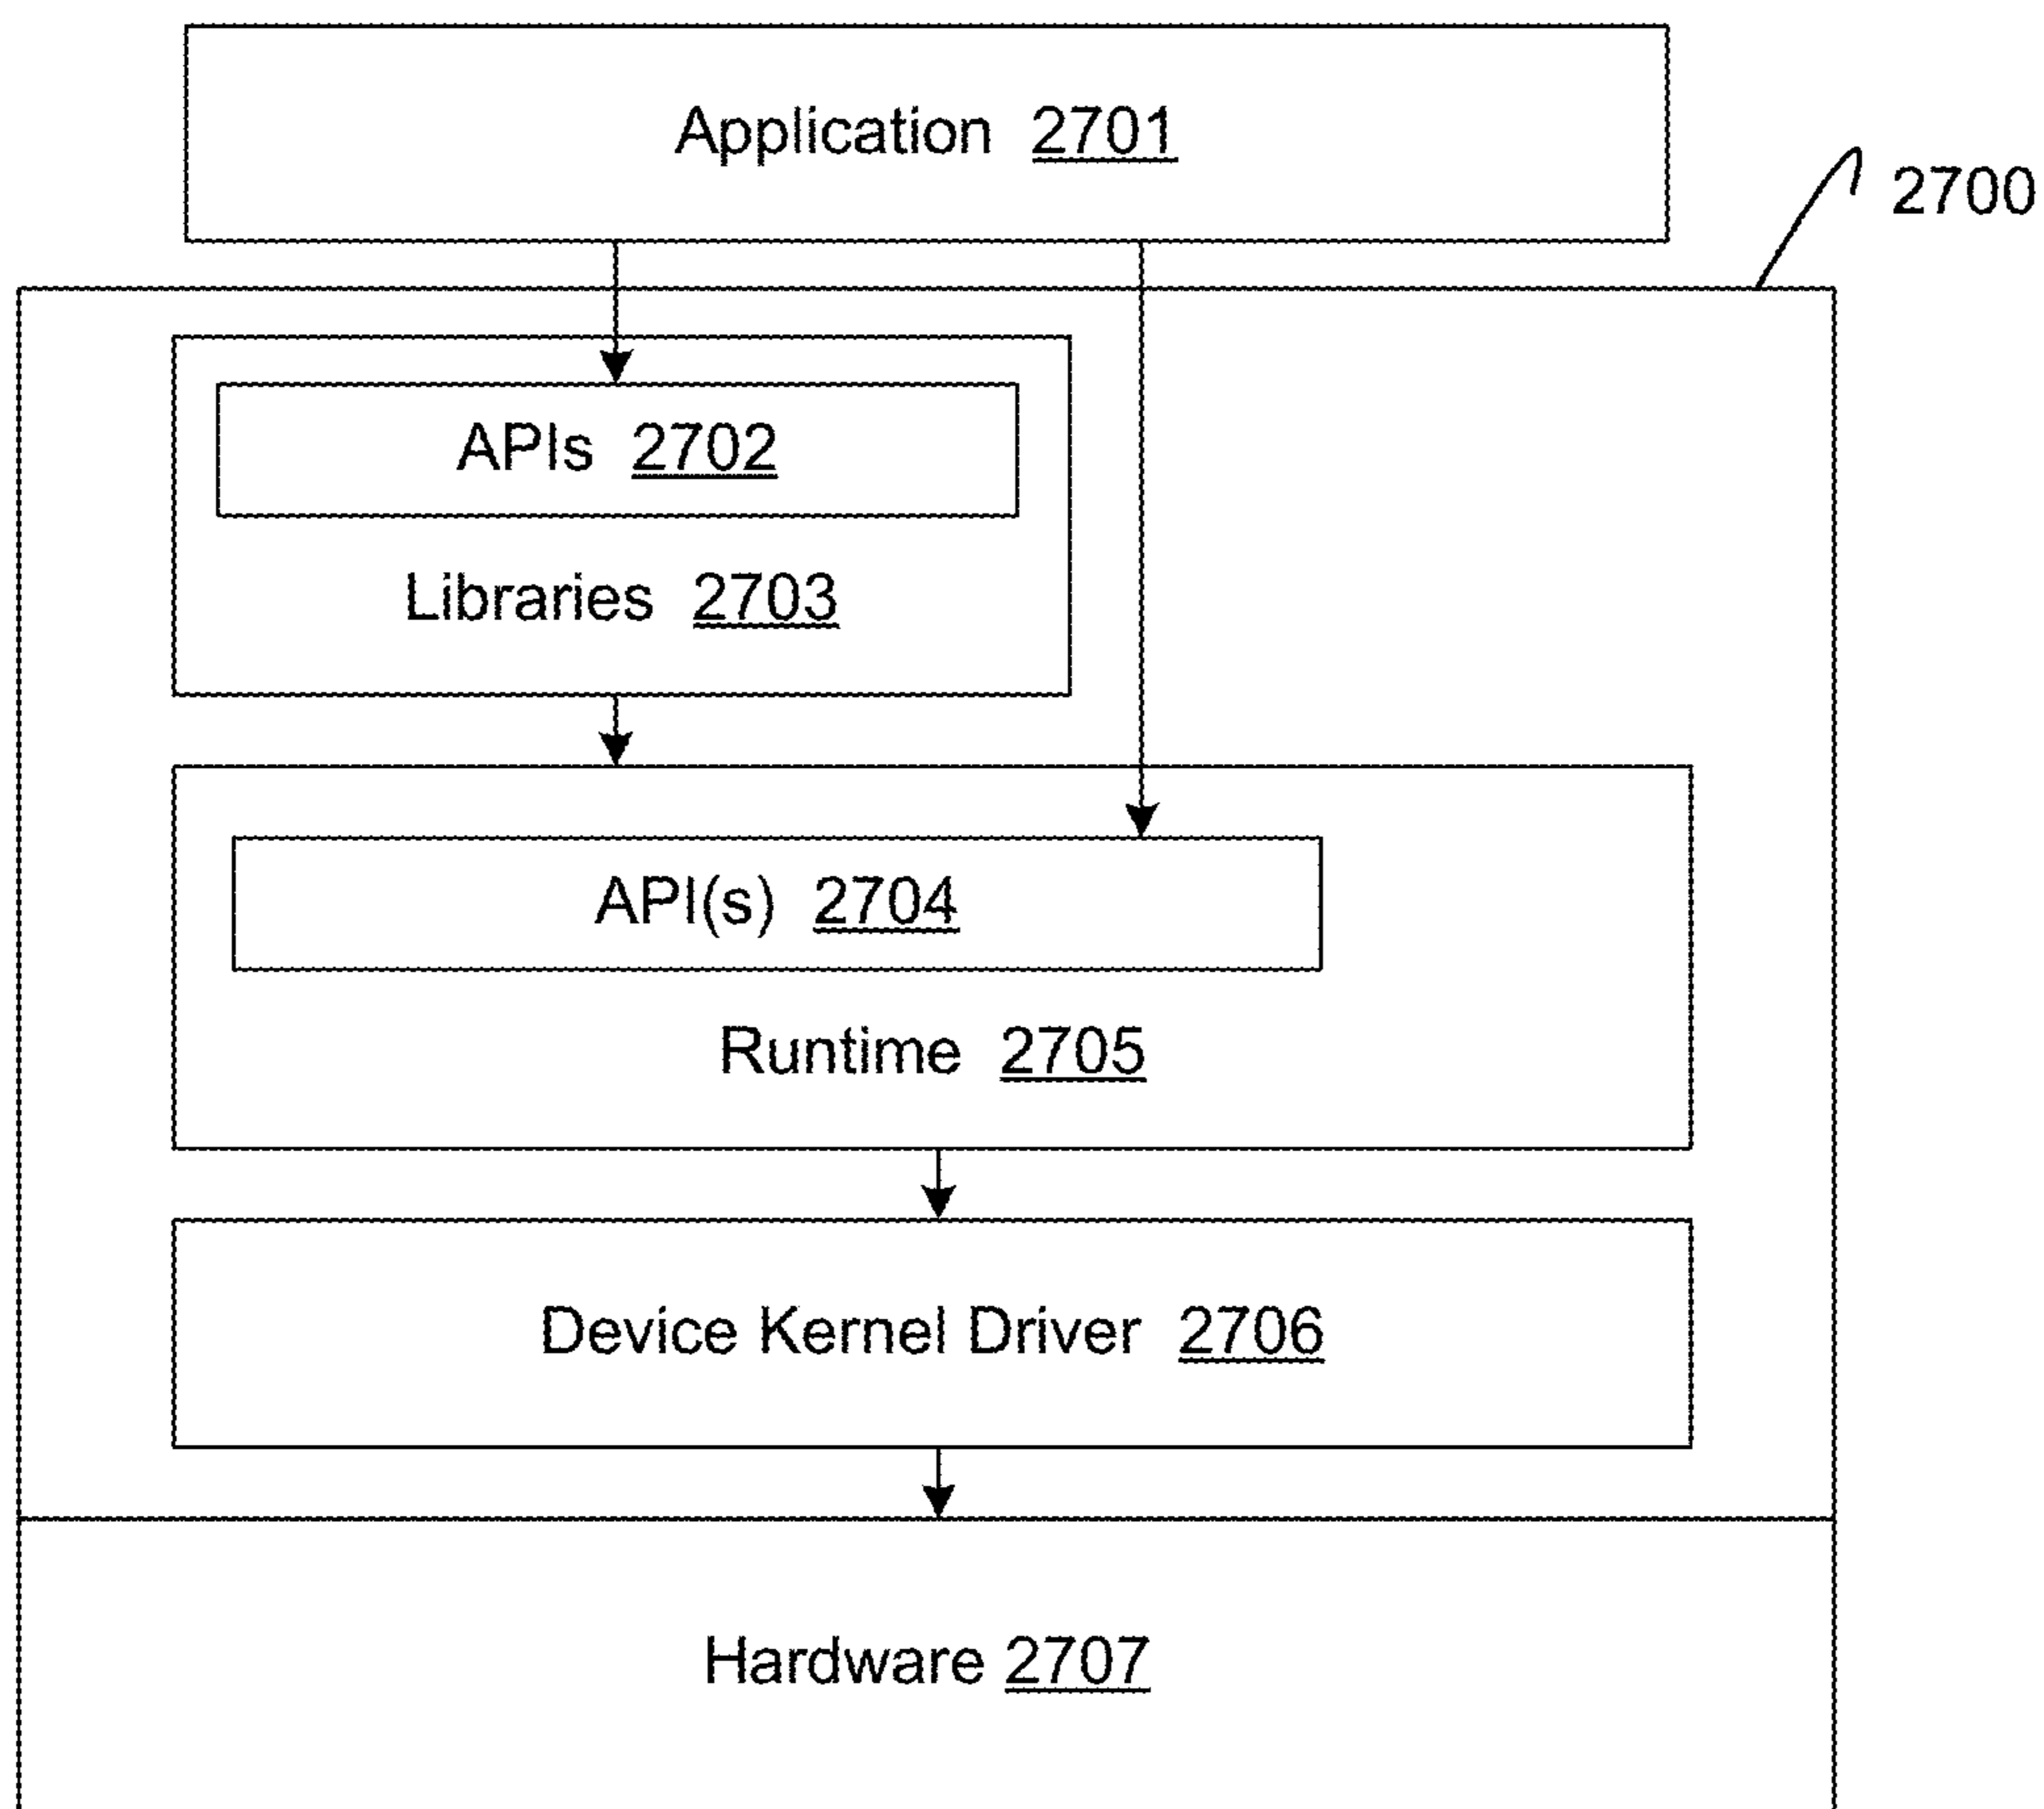 Application 2701
2700
APIs 2702
Libraries 2703
API(s) 2704
Runtime 2705
Device Kernel Driver 2706
Hardware 2707